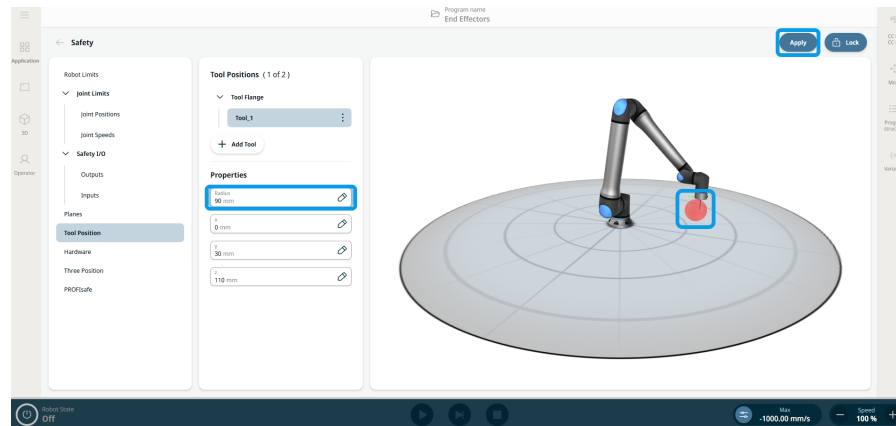 Program name
End Effectors
Safety
Apply
Lock
Application
3D
Operator
Robot Limits
Joint Limits
Joint Positions
Joint Speeds
Safety I/O
Outputs
Inputs
Planes
Tool Position
Hardware
Three Position
PROFIsafe
Tool Positions ( 1 of 2 )
Tool Flange
Tool_1
Add Tool
Properties
Radius
90 mm
x
0 mm
y
30 mm
z
110 mm
Robot State
Off
Max
-1000.00 mm/s
Speed
100 %